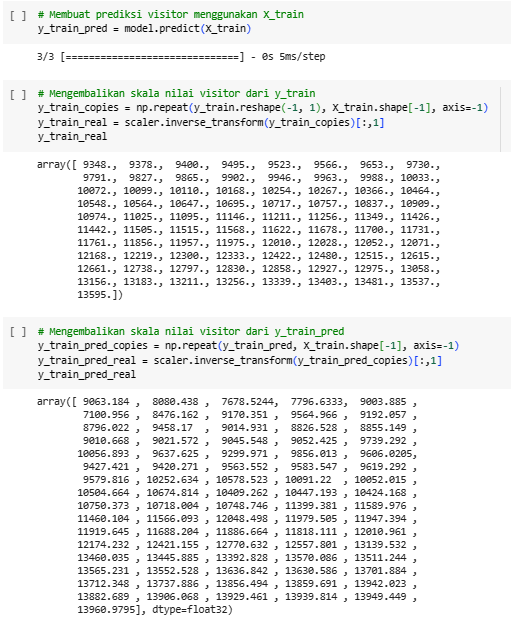 [ ] # Membuat prediksi visitor menggunakan X_train
y_train_pred = model.predict(X_train)
3/3 [==============================] - 0s 5ms/step
[ ] # Mengembalikan skala nilai visitor dari y_train
y_train_copies = np.repeat(y_train.reshape(-1, 1), X_train.shape[-1], axis=-1)
y_train_real = scaler.inverse_transform(y_train_copies)[:,1]
y_train_real
array([ 9348., 9378., 9400., 9495., 9523., 9566., 9653., 9730.,
9791., 9827., 9865., 9902., 9946., 9963., 9988., 10033.,
10072., 10099., 10110., 10168., 10254., 10267., 10366., 10464.,
10548., 10564., 10647., 10695., 10717., 10757., 10837., 10909.,
10974., 11025., 11095., 11146., 11211., 11256., 11349., 11426.,
11442., 11505., 11515., 11568., 11622., 11678., 11700., 11731.,
11761., 11856., 11957., 11975., 12010., 12028., 12052., 12071.,
12168., 12219., 12300., 12333., 12422., 12480., 12515., 12615.,
12661., 12738., 12797., 12830., 12858., 12927., 12975., 13058.,
13156., 13183., 13211., 13256., 13339., 13403., 13481., 13537.,
13595.])
[ ] # Mengembalikan skala nilai visitor dari y_train_pred
y_train_pred_copies = np.repeat(y_train_pred, X_train.shape[-1], axis=-1)
y_train_pred_real = scaler.inverse_transform(y_train_pred_copies)[:,1]
y_train_pred_real
array([ 9063.184 , 8080.438 , 7678.5244, 7796.6333, 9003.885 ,
7100.956 , 8476.162 , 9170.351 , 9564.966 , 9192.057 ,
8796.022 , 9458.17 , 9014.931 , 8826.528 , 8855.149 ,
9010.668 , 9021.572 , 9045.548 , 9052.425 , 9739.292 ,
10056.893 , 9637.625 , 9299.971 , 9856.013 , 9606.0205,
9427.421 , 9420.271 , 9563.552 , 9583.547 , 9619.292 ,
9579.816 , 10252.634 , 10578.523 , 10091.22 , 10052.015 ,
10504.664 , 10674.814 , 10409.262 , 10447.193 , 10424.168 ,
10750.373 , 10718.004 , 10748.746 , 11399.381 , 11589.976 ,
11460.104 , 11566.093 , 12048.498 , 11979.505 , 11947.394 ,
11919.645 , 11688.204 , 11886.664 , 11818.111 , 12010.961 ,
12174.232 , 12421.155 , 12770.632 , 12557.801 , 13139.532 ,
13460.035 , 13445.885 , 13392.828 , 13570.086 , 13511.244 ,
13565.231 , 13552.528 , 13636.842 , 13630.586 , 13701.884 ,
13712.348 , 13737.886 , 13856.494 , 13859.691 , 13942.023 ,
13882.689 , 13906.068 , 13929.461 , 13939.814 , 13949.449 ,
13960.9795], dtype=float32)